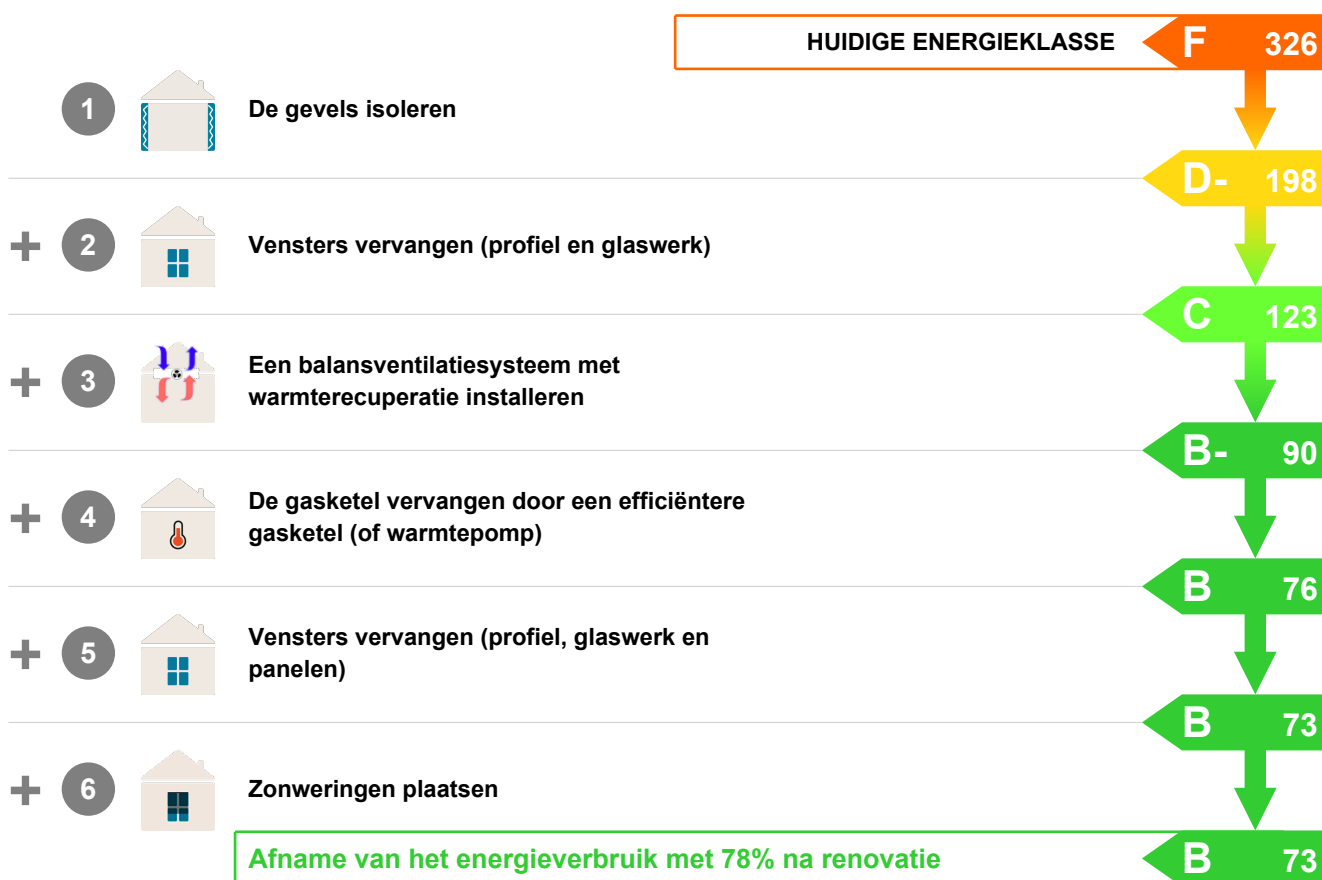 HUIDIGE ENERGIEKLASSE F 326
1 De gevels isoleren
D- 198
+ 2 Vensters vervangen (profiel en glaswerk)
C 123
+ 3 Een balansventilatiesysteem met
warmterecuperatie installeren
B- 90
+ 4 De gasketel vervangen door een efficiëntere
gasketel (of warmtepomp)
B 76
+ 5 Vensters vervangen (profiel, glaswerk en
panelen)
B 73
+ 6 Zonweringen plaatsen
Afname van het energieverbruik met 78% na renovatie B 73